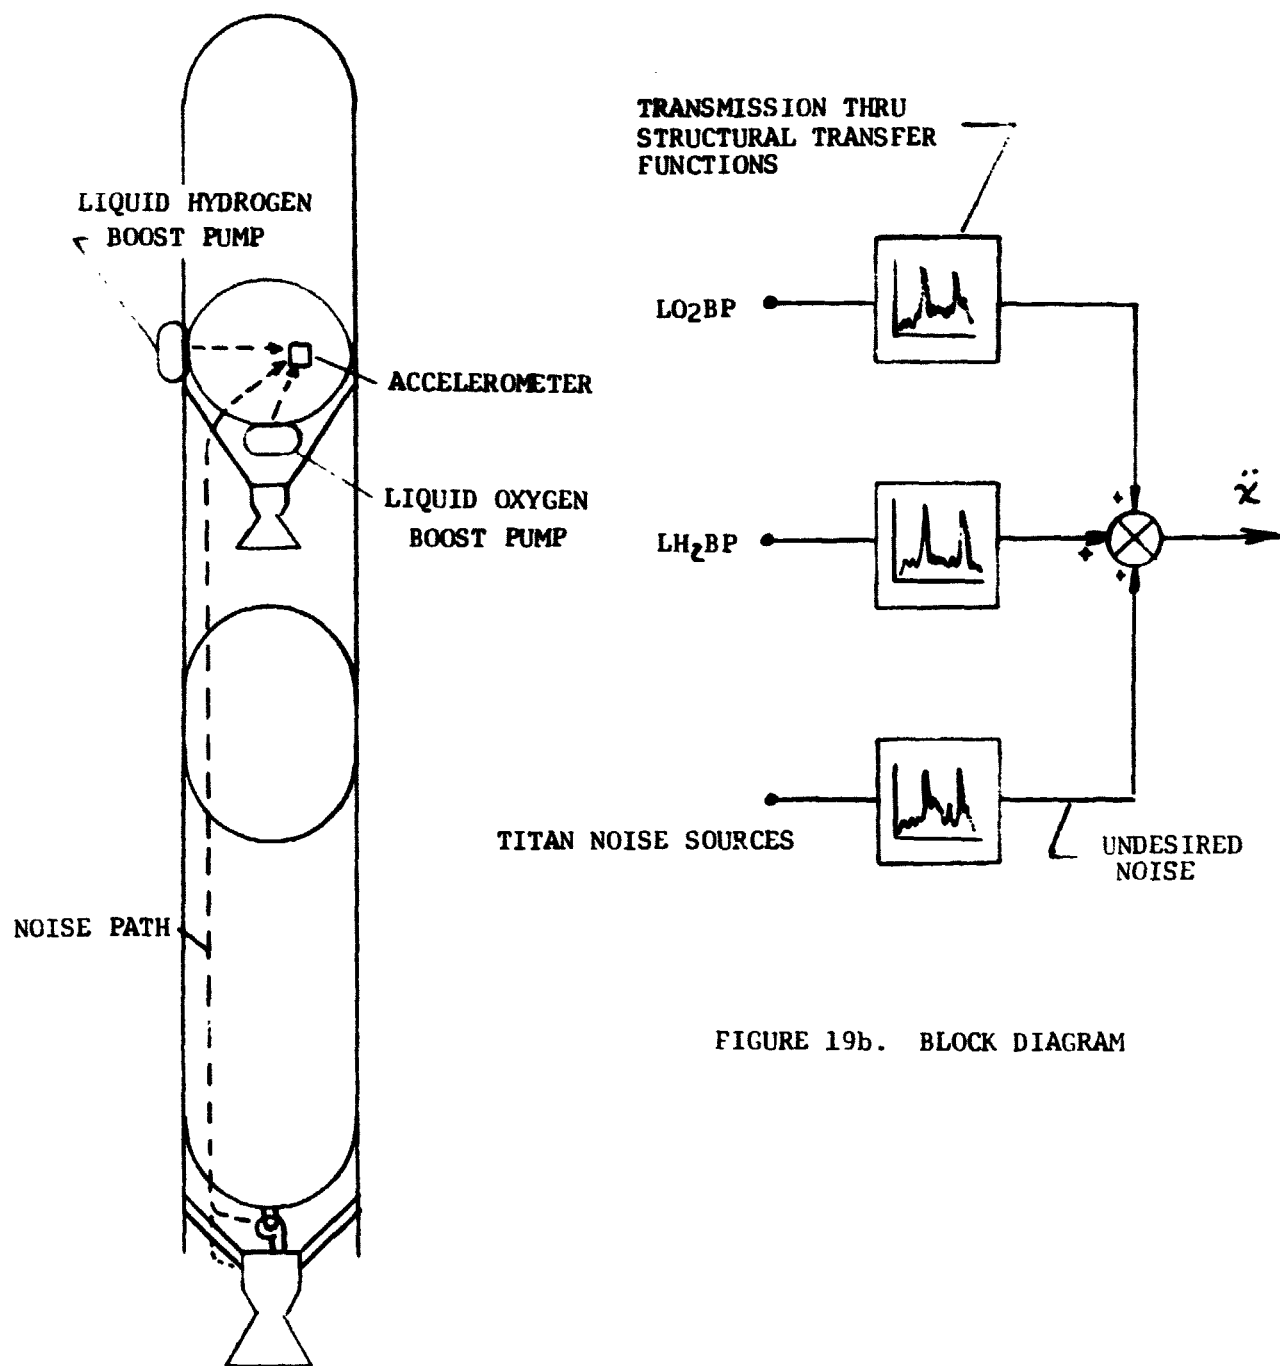 TRANSMISSION THRU
STRUCTURAL TRANSFER
FUNCTIONS
LIQUID HYDROGEN
BOOST PUMP
LO2BP
ACCELEROMETER
LIQUID OXYGEN
BOOST PUMP
LH2BP
+
+
+
ẍ
TITAN NOISE SOURCES
UNDESIRED
NOISE
NOISE PATH
FIGURE 19b. BLOCK DIAGRAM